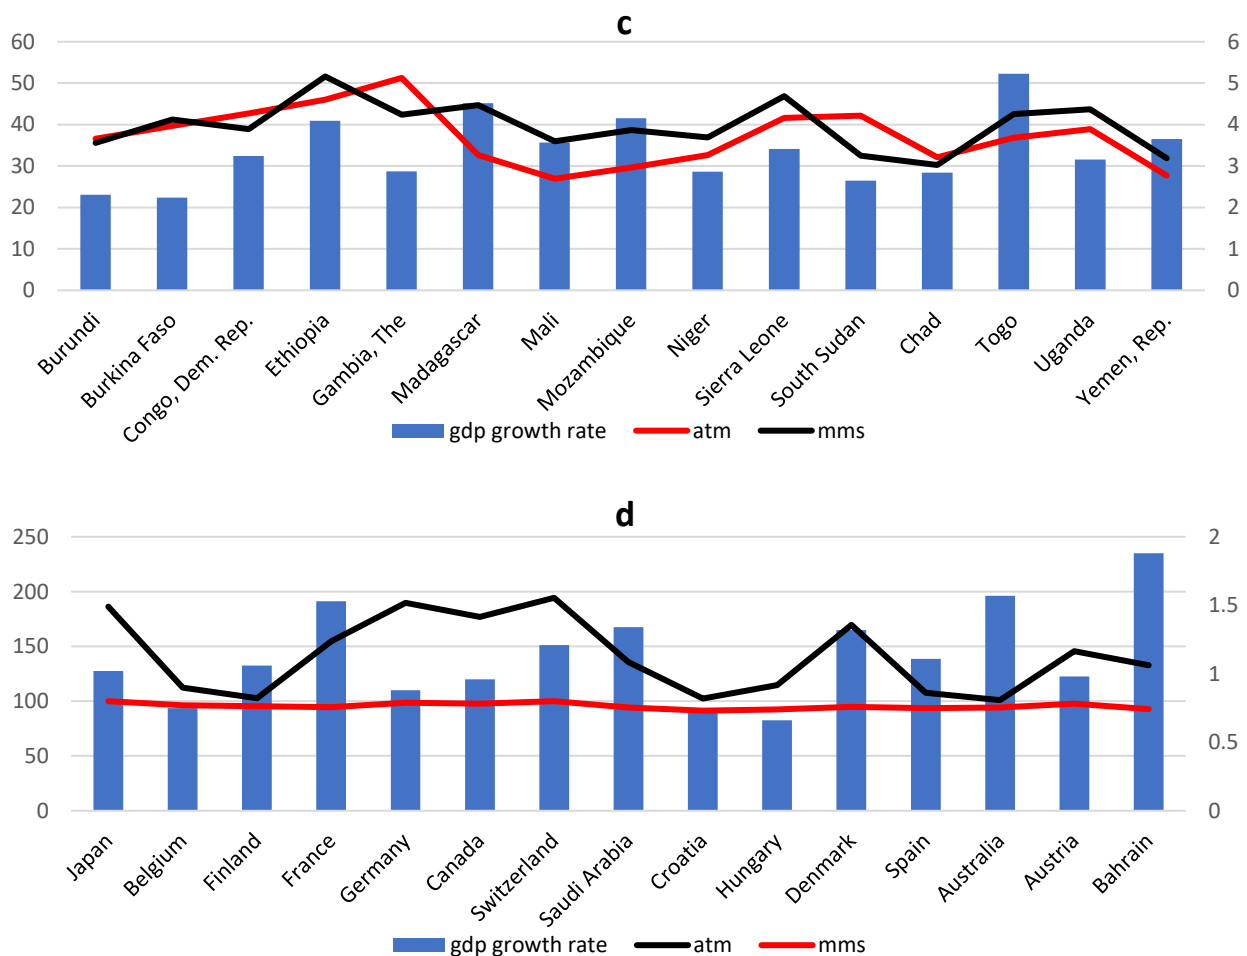 c
60
50
40
30
20
10
0
6
5
4
3
2
1
0
Burundi
Burkina Faso
Congo, Dem. Rep.
Ethiopia
Gambia, The
Madagascar
Mali
Mozambique
Niger
Sierra Leone
South Sudan
Chad
Togo
Uganda
Yemen, Rep.
gdp growth rate atm mms
d
250
200
150
100
50
0
2
1.5
1
0.5
0
Japan
Belgium
Finland
France
Germany
Canada
Switzerland
Saudi Arabia
Croatia
Hungary
Denmark
Spain
Australia
Austria
Bahrain
gdp growth rate atm mms